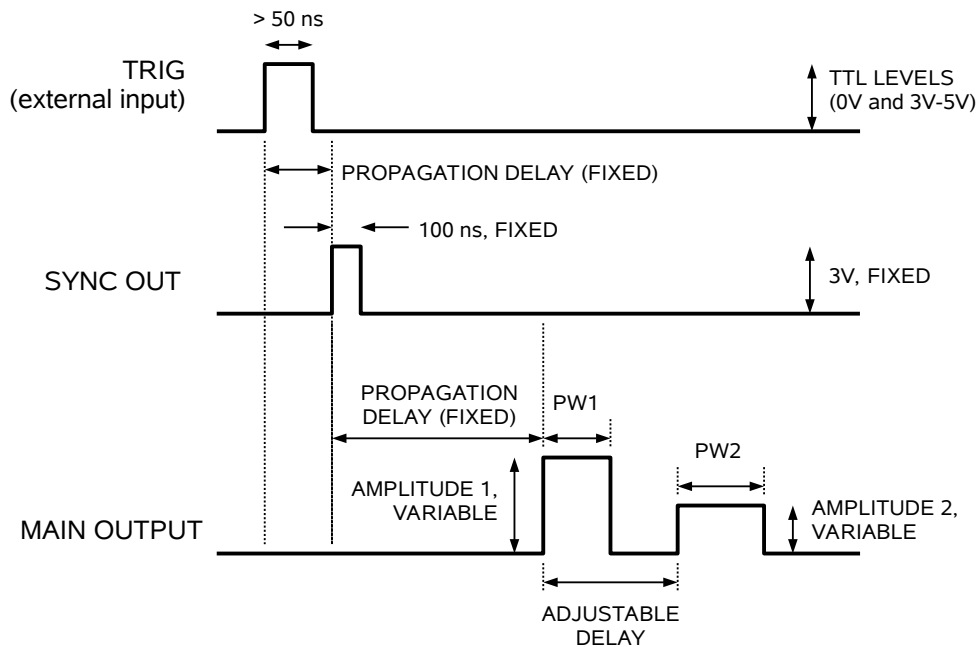 > 50 ns
TRIG
(external input)
TTL LEVELS
(0V and 3V-5V)
PROPAGATION DELAY (FIXED)
100 ns, FIXED
SYNC OUT
3V, FIXED
PROPAGATION
DELAY (FIXED)
PW1
PW2
AMPLITUDE 1,
VARIABLE
AMPLITUDE 2,
VARIABLE
MAIN OUTPUT
ADJUSTABLE
DELAY